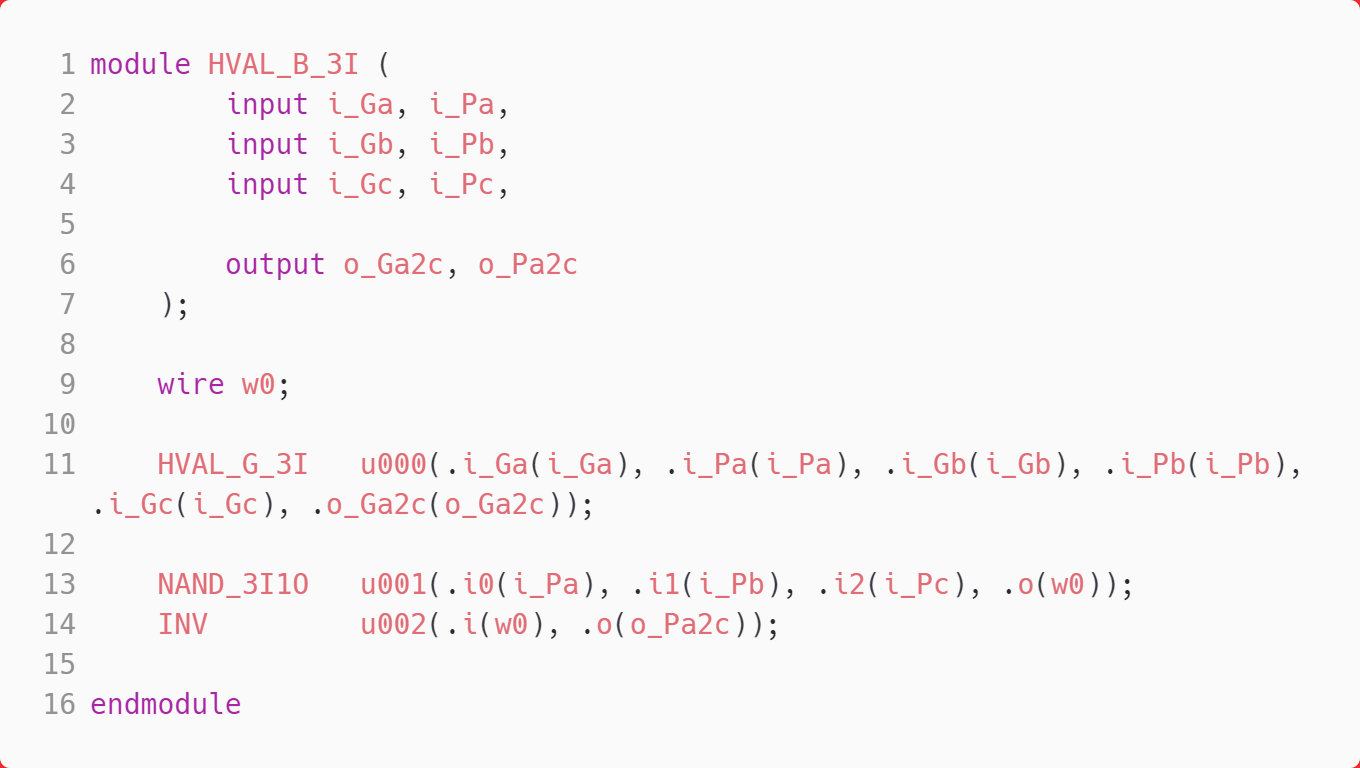 1 module HVAL_B_3I (
2         input i_Ga, i_Pa,
3         input i_Gb, i_Pb,
4         input i_Gc, i_Pc,
5
6         output o_Ga2c, o_Pa2c
7     );
8
9     wire w0;
10
11     HVAL_G_3I   u000(.i_Ga(i_Ga), .i_Pa(i_Pa), .i_Gb(i_Gb), .i_Pb(i_Pb),
.i_Gc(i_Gc), .o_Ga2c(o_Ga2c));
12
13     NAND_3I1O   u001(.i0(i_Pa), .i1(i_Pb), .i2(i_Pc), .o(w0));
14     INV         u002(.i(w0), .o(o_Pa2c));
15
16 endmodule